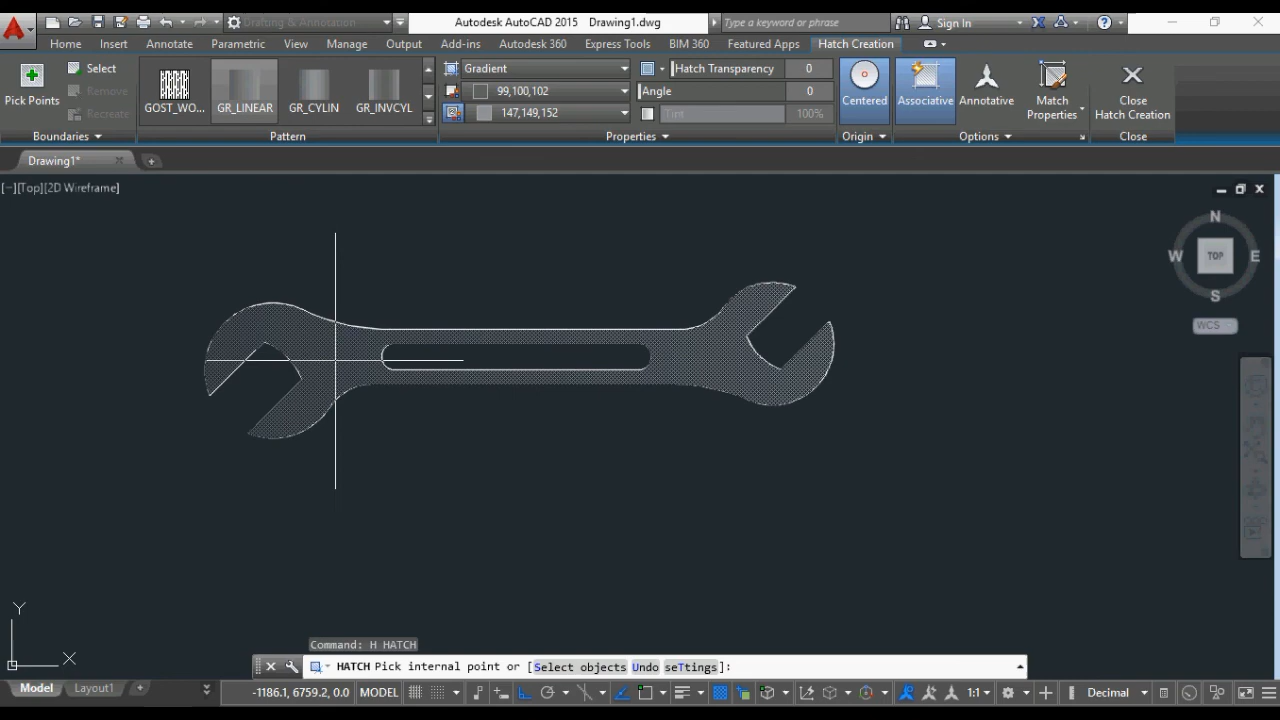 Drafting & Annotation
Autodesk AutoCAD 2015 Drawing1.dwg
Type a keyword or phrase
Sign In
Home Insert Annotate Parametric View Manage Output Add-ins Autodesk 360 Express Tools BIM 360 Featured Apps Hatch Creation
Pick Points
Select
Remove
Recreate
GOST_WO... GR_LINEAR GR_CYLIN GR_INVCYL
Gradient
99,100,102
147,149,152
Hatch Transparency 0
Angle 0
Tint 100%
Centered
Associative
Annotative
Match
Properties
Close
Hatch Creation
Boundaries Pattern Properties Origin Options Close
Drawing1*
[−][Top][2D Wireframe]
N
W TOP E
S
WCS
Y
X
Command: H HATCH
HATCH Pick internal point or [Select objects Undo seTtings]:
Model Layout1 -1186.1, 6759.2, 0.0 MODEL 1:1 Decimal